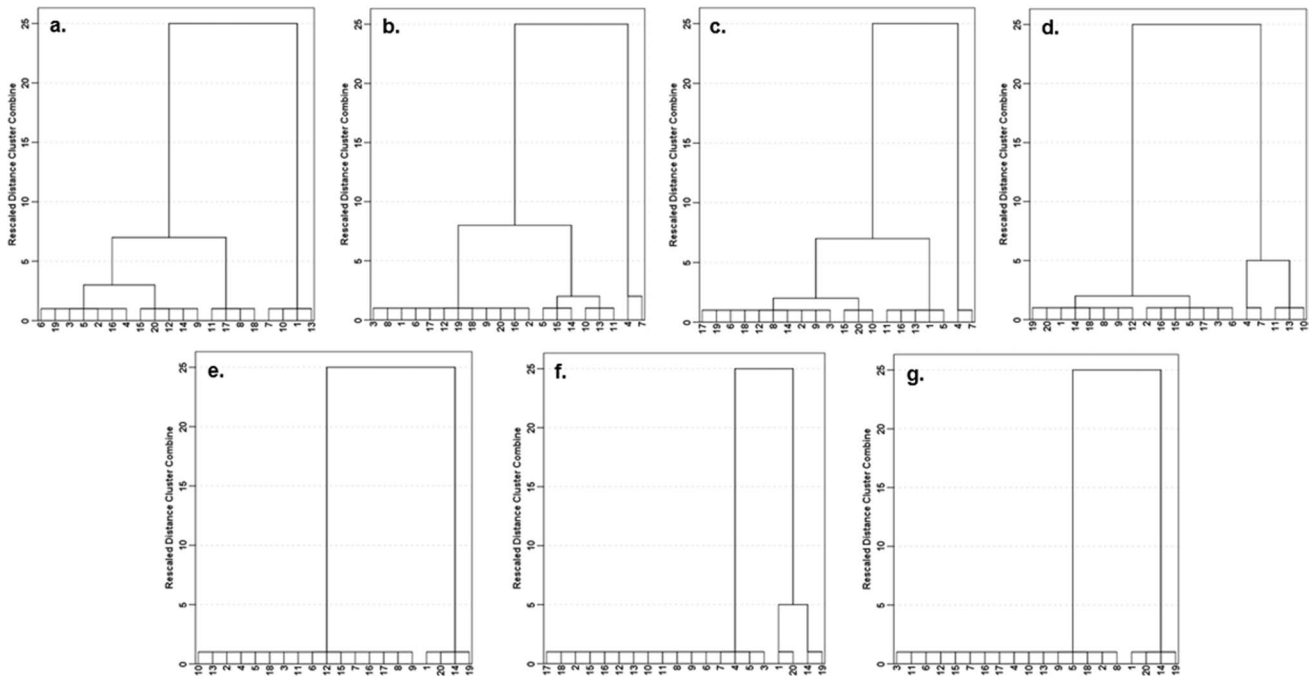 a.
Rescaled Distance Cluster Combine
25
20
15
10
5
0
6 19 3 5 2 16 4 15 20 12 14 9 11 17 8 18 7 10 1 13
b.
Rescaled Distance Cluster Combine
25
20
15
10
5
0
3 8 1 6 17 12 19 18 9 20 16 2 5 15 14 10 13 11 4 7
c.
Rescaled Distance Cluster Combine
25
20
15
10
5
0
17 19 6 18 12 8 14 2 9 3 15 20 10 11 16 13 1 5 4 7
d.
Rescaled Distance Cluster Combine
25
20
15
10
5
0
19 20 1 14 18 8 9 12 2 16 15 5 17 3 6 4 7 11 13 10
e.
Rescaled Distance Cluster Combine
25
20
15
10
5
0
10 13 2 4 5 18 3 11 6 12 15 7 16 17 8 9 1 20 14 19
f.
Rescaled Distance Cluster Combine
25
20
15
10
5
0
17 18 2 15 16 12 13 10 11 8 9 6 7 4 5 3 1 20 14 19
g.
Rescaled Distance Cluster Combine
25
20
15
10
5
0
3 11 6 12 15 7 16 17 4 10 13 9 5 18 2 8 1 20 14 19